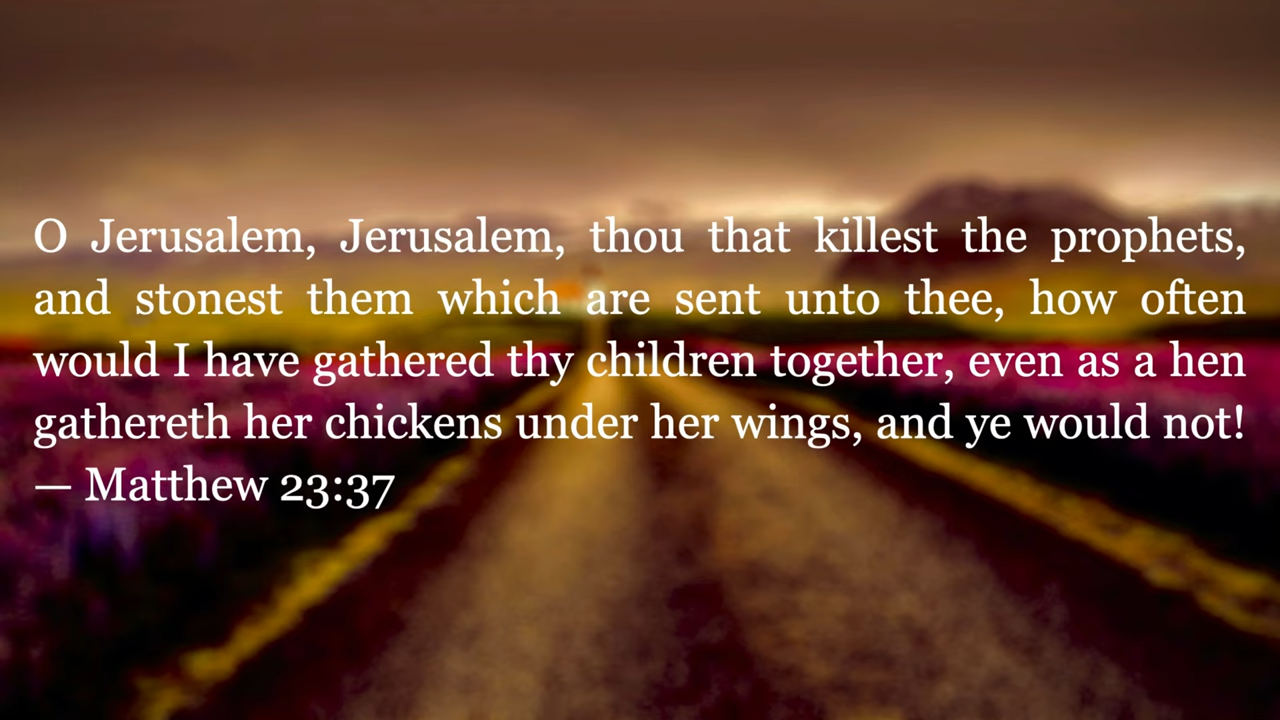 O Jerusalem, Jerusalem, thou that killest the prophets,
and stonest them which are sent unto thee, how often
would I have gathered thy children together, even as a hen
gathereth her chickens under her wings, and ye would not!
— Matthew 23:37